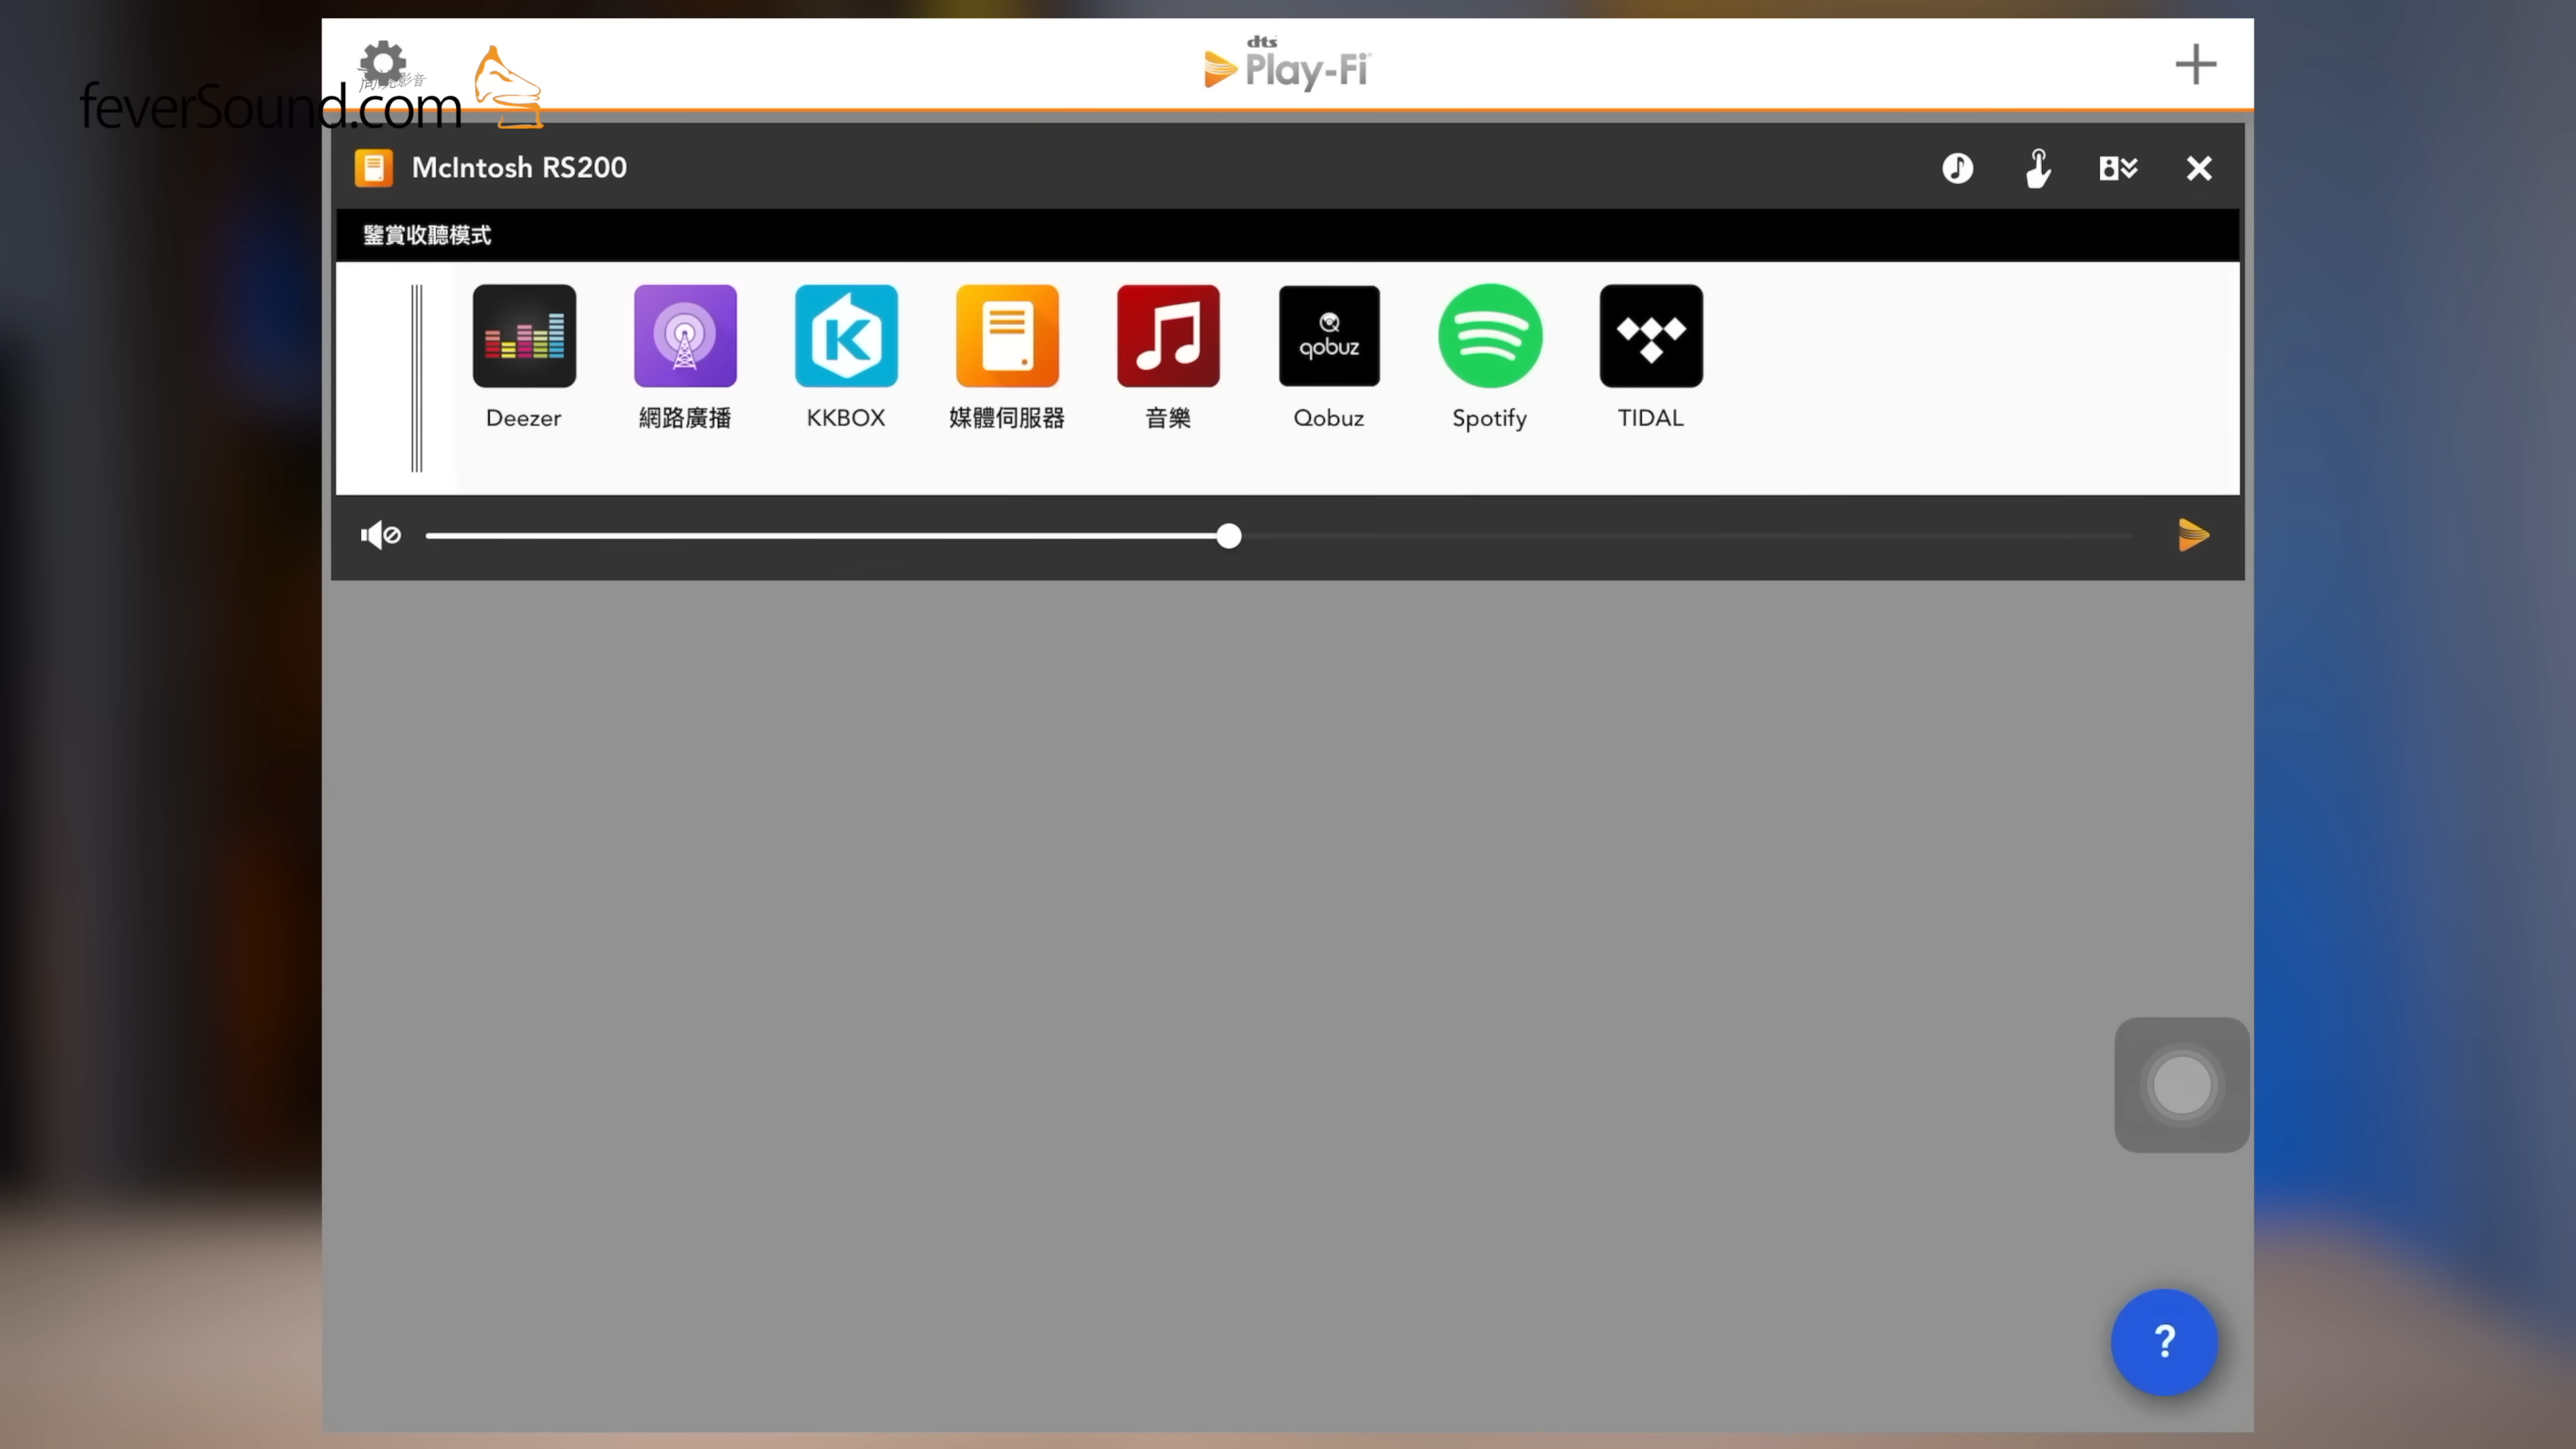 dts
Play-Fi
feverSound.com
McIntosh RS200
鑒賞收聽模式
Deezer
網路廣播
KKBOX
媒體伺服器
音樂
qobuz
Qobuz
Spotify
TIDAL
?